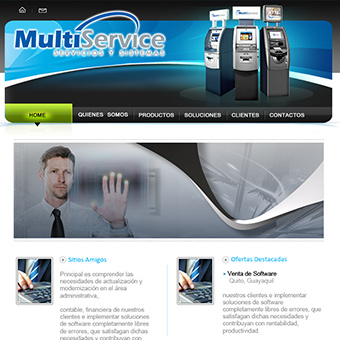 MultiService
SERVICIOS Y SISTEMAS
HOME
QUIENES SOMOS
PRODUCTOS
SOLUCIONES
CLIENTES
CONTACTOS
Sitios Amigos
Principal es comprender las
necesidades de actualización y
modernización en el área
administrativa,
contable, financiera de nuestros
clientes e implementar soluciones
de software completamente libres
de errores, que satisfagan dichas
necesidades y contribuyan con
Ofertas Destacadas
Venta de Software
Quito, Guayaquil
nuestros clientes e implementar
soluciones de software
completamente libres de errores, que
satisfagan dichas necesidades y
contribuyan con rentabilidad,
productividad